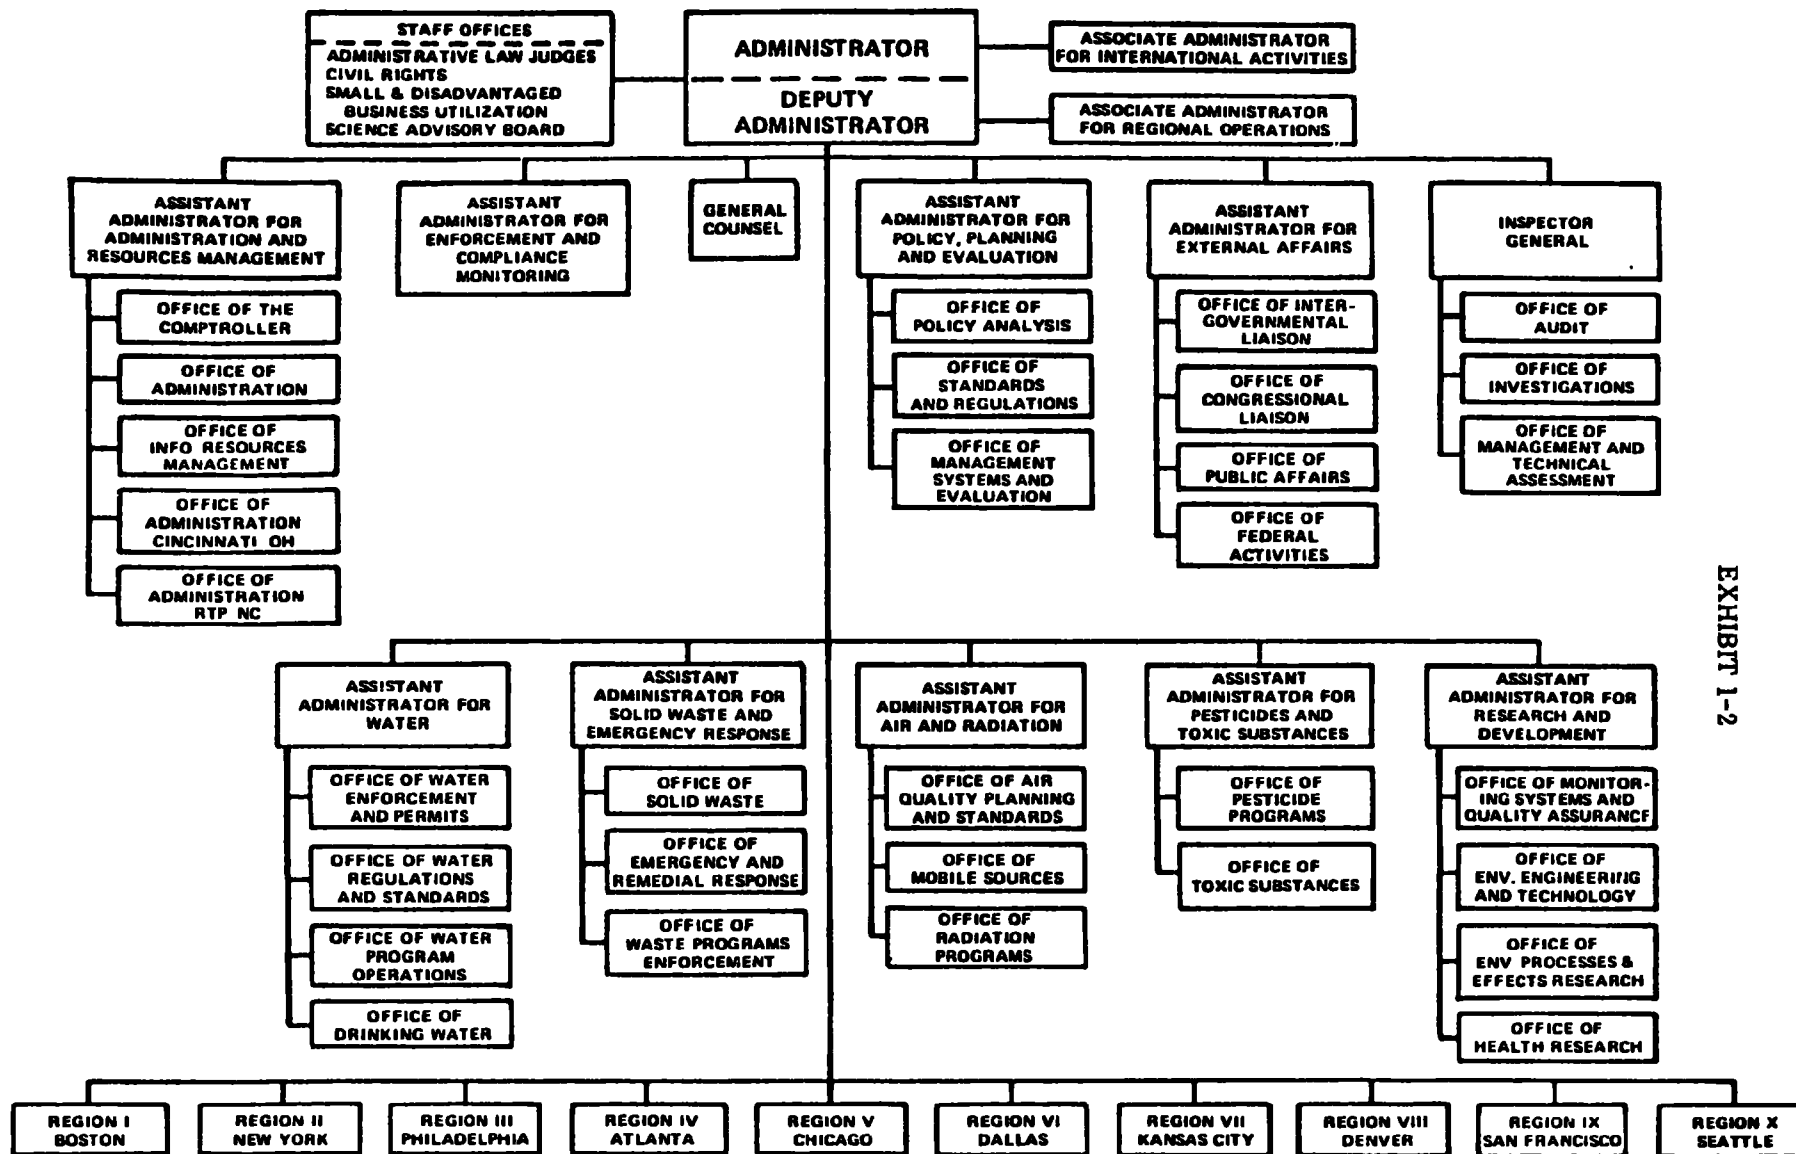 STAFF OFFICES
ADMINISTRATIVE LAW JUDGES
CIVIL RIGHTS
SMALL & DISADVANTAGED
BUSINESS UTILIZATION
SCIENCE ADVISORY BOARD
ADMINISTRATOR
DEPUTY
ADMINISTRATOR
ASSOCIATE ADMINISTRATOR
FOR INTERNATIONAL ACTIVITIES
ASSOCIATE ADMINISTRATOR
FOR REGIONAL OPERATIONS
ASSISTANT
ADMINISTRATOR FOR
ADMINISTRATION AND
RESOURCES MANAGEMENT
OFFICE OF THE
COMPTROLLER
OFFICE OF
ADMINISTRATION
OFFICE OF
INFO RESOURCES
MANAGEMENT
OFFICE OF
ADMINISTRATION
CINCINNATI OH
OFFICE OF
ADMINISTRATION
RTP NC
ASSISTANT
ADMINISTRATOR FOR
ENFORCEMENT AND
COMPLIANCE
MONITORING
GENERAL
COUNSEL
ASSISTANT
ADMINISTRATOR FOR
POLICY, PLANNING
AND EVALUATION
OFFICE OF
POLICY ANALYSIS
OFFICE OF
STANDARDS
AND REGULATIONS
OFFICE OF
MANAGEMENT
SYSTEMS AND
EVALUATION
ASSISTANT
ADMINISTRATOR FOR
EXTERNAL AFFAIRS
OFFICE OF INTER-
GOVERNMENTAL
LIAISON
OFFICE OF
CONGRESSIONAL
LIAISON
OFFICE OF
PUBLIC AFFAIRS
OFFICE OF
FEDERAL
ACTIVITIES
INSPECTOR
GENERAL
OFFICE OF
AUDIT
OFFICE OF
INVESTIGATIONS
OFFICE OF
MANAGEMENT AND
TECHNICAL
ASSESSMENT
EXHIBIT 1-2
ASSISTANT
ADMINISTRATOR FOR
WATER
OFFICE OF WATER
ENFORCEMENT
AND PERMITS
OFFICE OF WATER
REGULATIONS
AND STANDARDS
OFFICE OF WATER
PROGRAM
OPERATIONS
OFFICE OF
DRINKING WATER
ASSISTANT
ADMINISTRATOR FOR
SOLID WASTE AND
EMERGENCY RESPONSE
OFFICE OF
SOLID WASTE
OFFICE OF
EMERGENCY AND
REMEDIAL RESPONSE
OFFICE OF
WASTE PROGRAMS
ENFORCEMENT
ASSISTANT
ADMINISTRATOR FOR
AIR AND RADIATION
OFFICE OF AIR
QUALITY PLANNING
AND STANDARDS
OFFICE OF
MOBILE SOURCES
OFFICE OF
RADIATION
PROGRAMS
ASSISTANT
ADMINISTRATOR FOR
PESTICIDES AND
TOXIC SUBSTANCES
OFFICE OF
PESTICIDE
PROGRAMS
OFFICE OF
TOXIC SUBSTANCES
ASSISTANT
ADMINISTRATOR FOR
RESEARCH AND
DEVELOPMENT
OFFICE OF MONITOR-
ING SYSTEMS AND
QUALITY ASSURANCE
OFFICE OF
ENV. ENGINEERING
AND TECHNOLOGY
OFFICE OF
ENV PROCESSES &
EFFECTS RESEARCH
OFFICE OF
HEALTH RESEARCH
REGION I
BOSTON
REGION II
NEW YORK
REGION III
PHILADELPHIA
REGION IV
ATLANTA
REGION V
CHICAGO
REGION VI
DALLAS
REGION VII
KANSAS CITY
REGION VIII
DENVER
REGION IX
SAN FRANCISCO
REGION X
SEATTLE